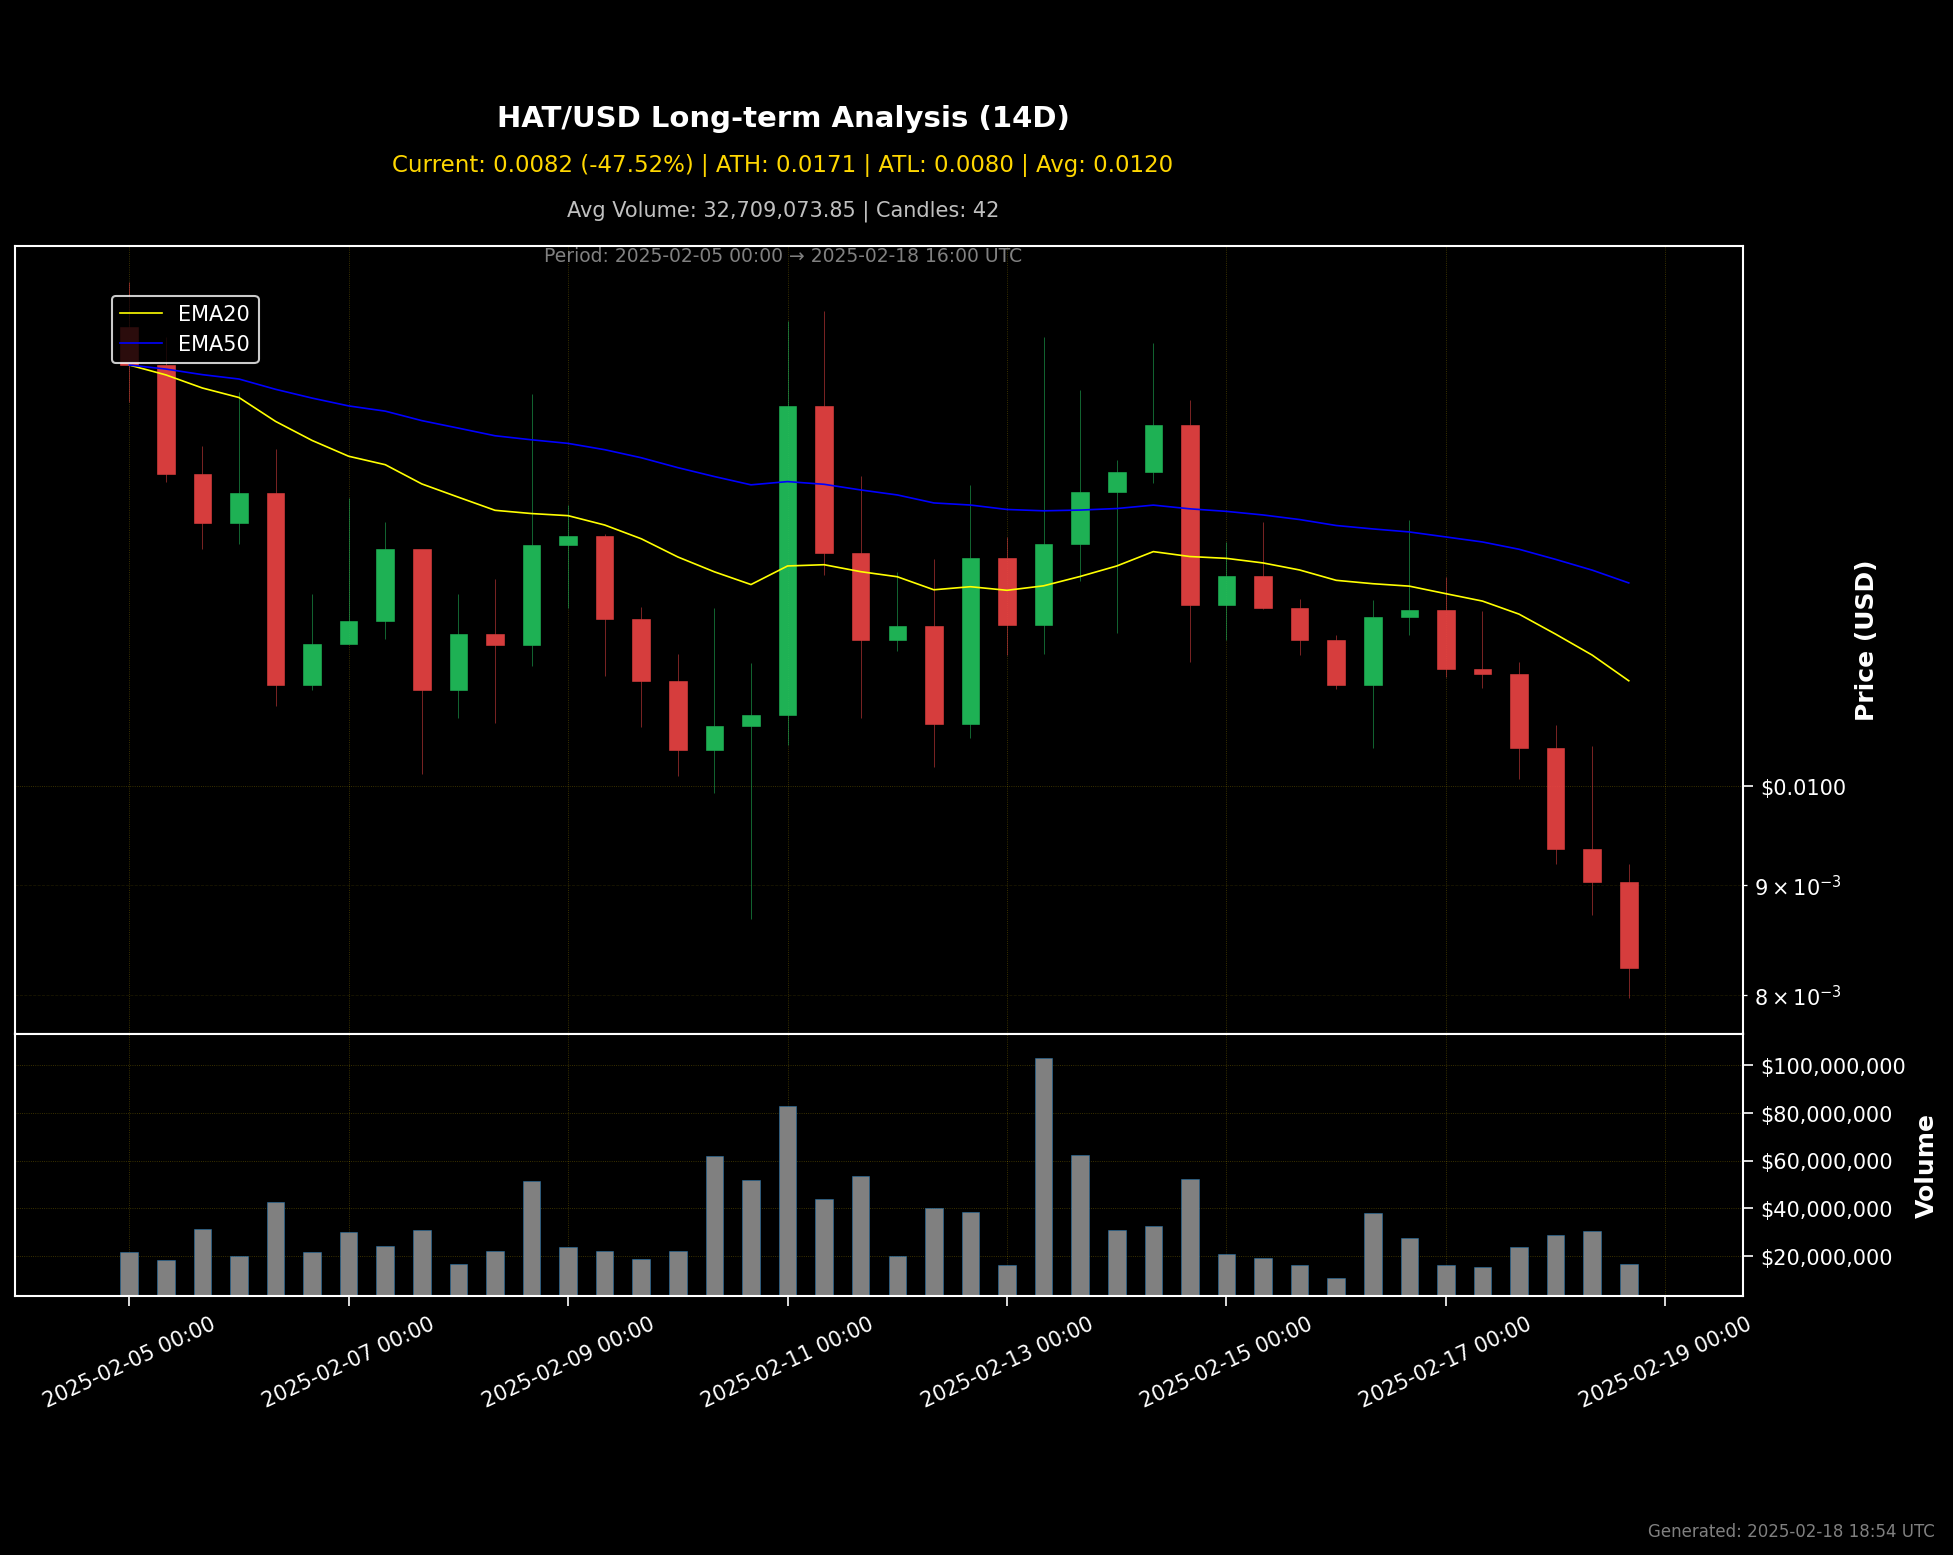 HAT/USD Long-term Analysis (14D)
Current: 0.0082 (-47.52%) | ATH: 0.0171 | ATL: 0.0080 | Avg: 0.0120
Avg Volume: 32,709,073.85 | Candles: 42
Period: 2025-02-05 00:00 → 2025-02-18 16:00 UTC
EMA20
EMA50
Price (USD)
$0.0100
9 × 10⁻³
8 × 10⁻³
$100,000,000
$80,000,000
$60,000,000
$40,000,000
$20,000,000
Volume
2025-02-05 00:00
2025-02-07 00:00
2025-02-09 00:00
2025-02-11 00:00
2025-02-13 00:00
2025-02-15 00:00
2025-02-17 00:00
2025-02-19 00:00
Generated: 2025-02-18 18:54 UTC